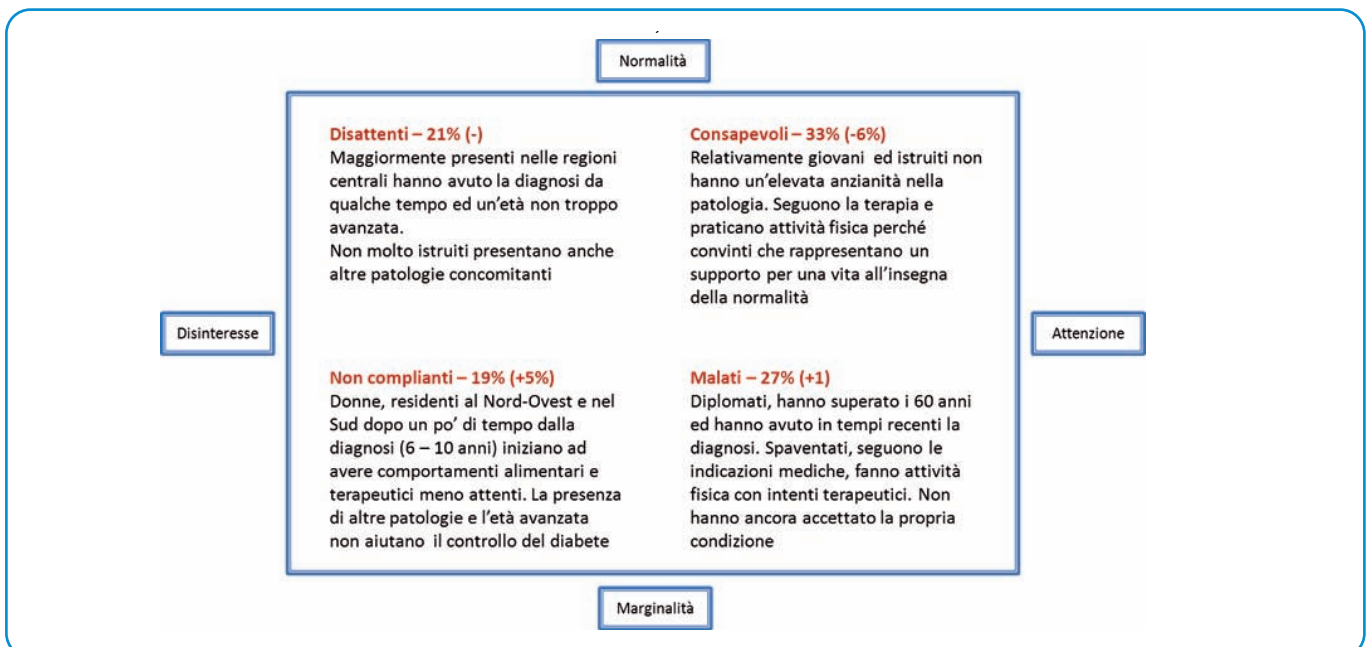 Normalità
Disattenti – 21% (-)
Maggiormente presenti nelle regioni
centrali hanno avuto la diagnosi da
qualche tempo ed un’età non troppo
avanzata.
Non molto istruiti presentano anche
altre patologie concomitanti
Consapevoli – 33% (-6%)
Relativamente giovani ed istruiti non
hanno un’elevata anzianità nella
patologia. Seguono la terapia e
praticano attività fisica perché
convinti che rappresentano un
supporto per una vita all’insegna
della normalità
Disinteresse
Attenzione
Non complianti – 19% (+5%)
Donne, residenti al Nord-Ovest e nel
Sud dopo un po’ di tempo dalla
diagnosi (6 – 10 anni) iniziano ad
avere comportamenti alimentari e
terapeutici meno attenti. La presenza
di altre patologie e l’età avanzata
non aiutano il controllo del diabete
Malati – 27% (+1)
Diplomati, hanno superato i 60 anni
ed hanno avuto in tempi recenti la
diagnosi. Spaventati, seguono le
indicazioni mediche, fanno attività
fisica con intenti terapeutici. Non
hanno ancora accettato la propria
condizione
Marginalità